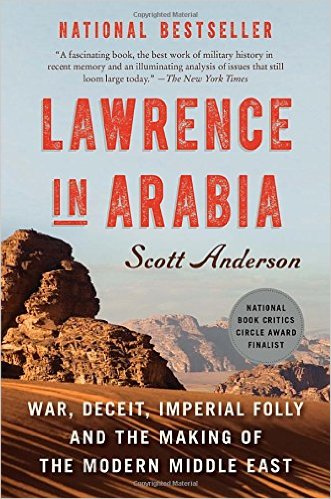 NATIONAL BESTSELLER
"A fascinating book, the best work of military history in
recent memory and an illuminating analysis of issues that still
loom large today." —The New York Times
LAWRENCE
IN ARABIA
Scott Anderson
NATIONAL
BOOK CRITICS
CIRCLE AWARD
FINALIST
WAR, DECEIT, IMPERIAL FOLLY
AND THE MAKING OF
THE MODERN MIDDLE EAST